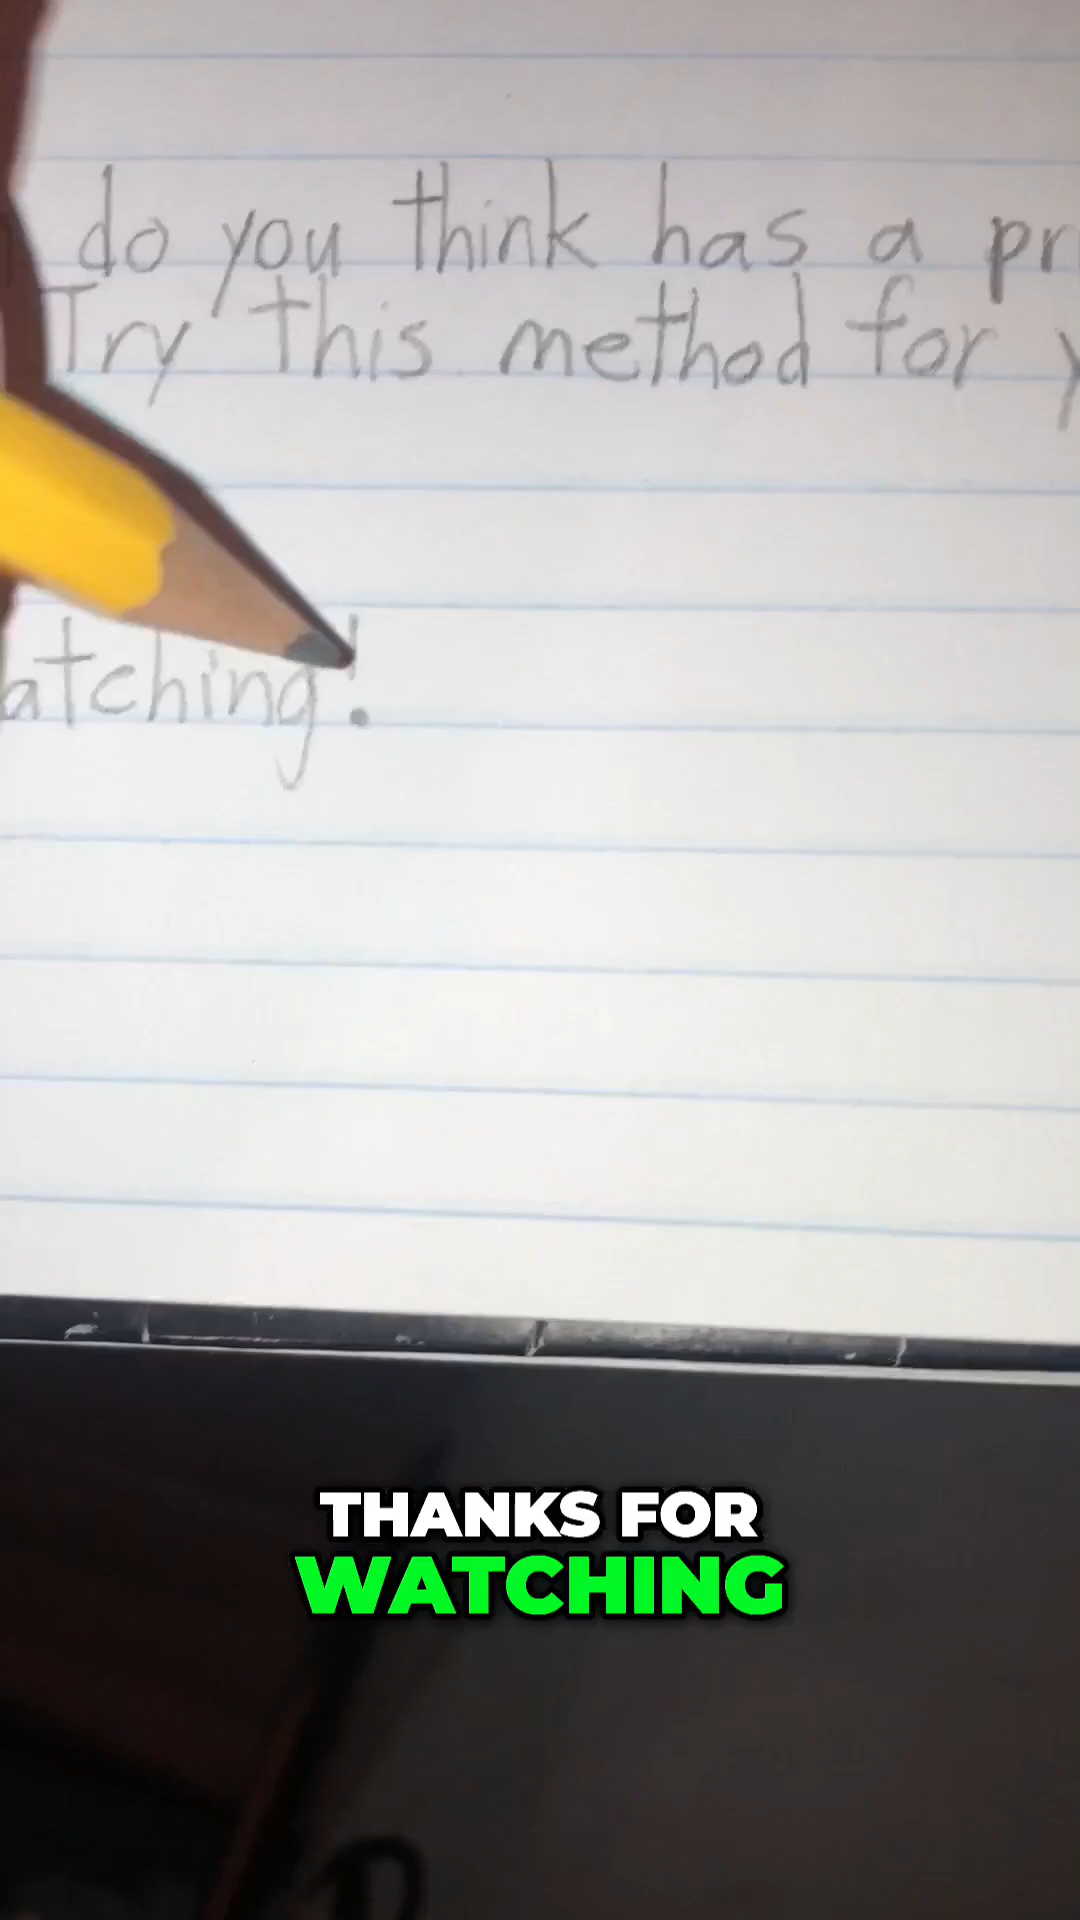 do you think has a pr
Try this method for y
atching!
THANKS FOR
WATCHING